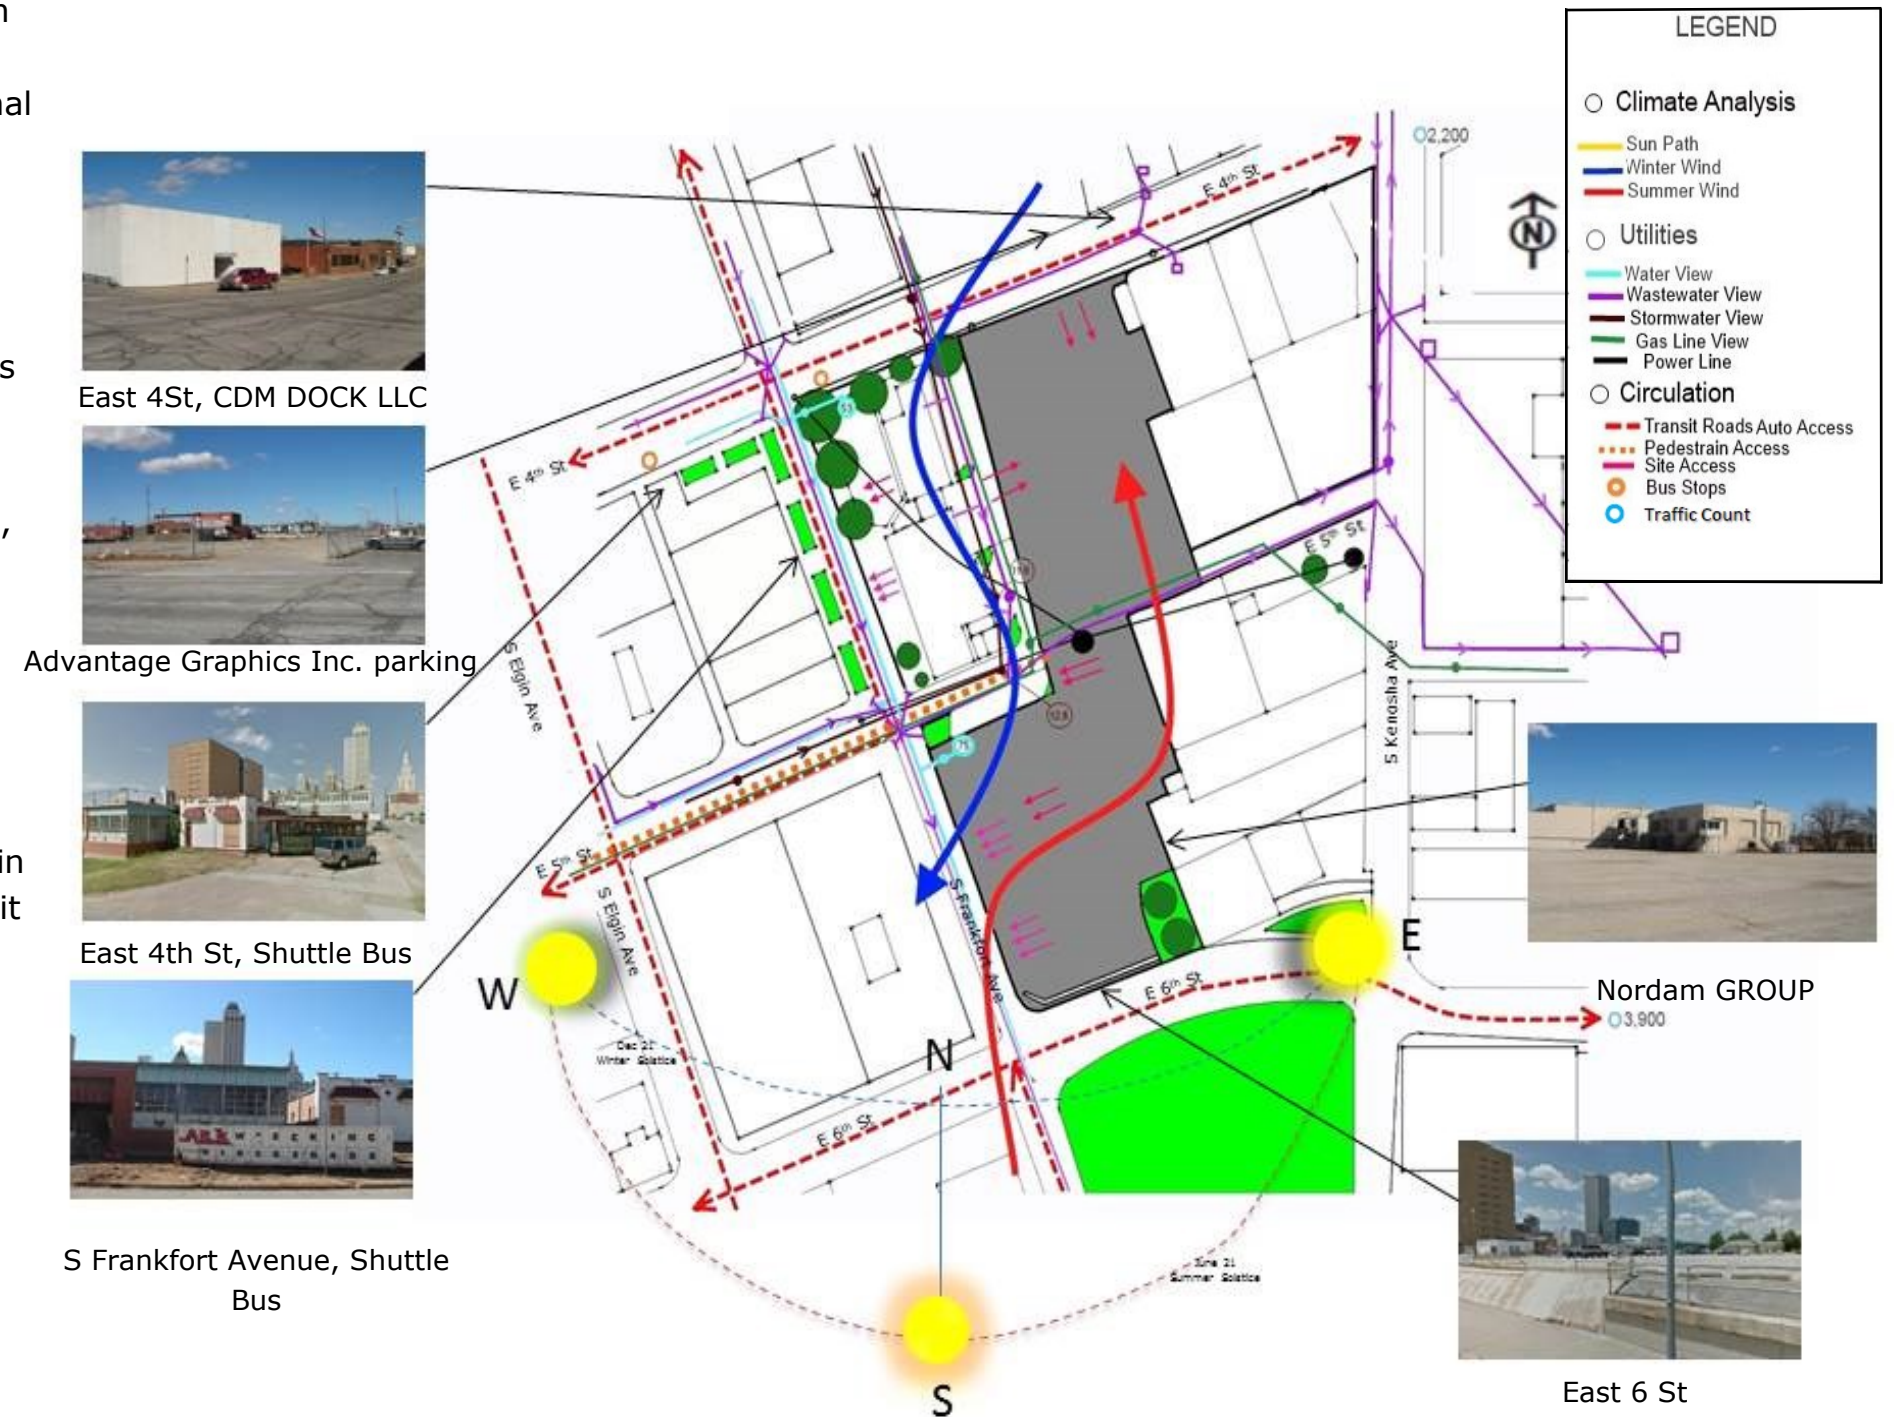 n
nal
s
,
in
it
East 4St, CDM DOCK LLC
Advantage Graphics Inc. parking
East 4th St, Shuttle Bus
S Frankfort Avenue, Shuttle
Bus
E 4th St
E 4th St
S Elgin Ave
E 5th St
E 5th St
S Elgin Ave
S Frankfort Ave
S Kenosha Ave
E 6th St
E 6th St
2,200
3,900
N
W
N
E
S
Dec 21
Winter Solstice
June 21
Summer Solstice
LEGEND
Climate Analysis
Sun Path
Winter Wind
Summer Wind
Utilities
Water View
Wastewater View
Stormwater View
Gas Line View
Power Line
Circulation
Transit Roads Auto Access
Pedestrain Access
Site Access
Bus Stops
Traffic Count
Nordam GROUP
East 6 St